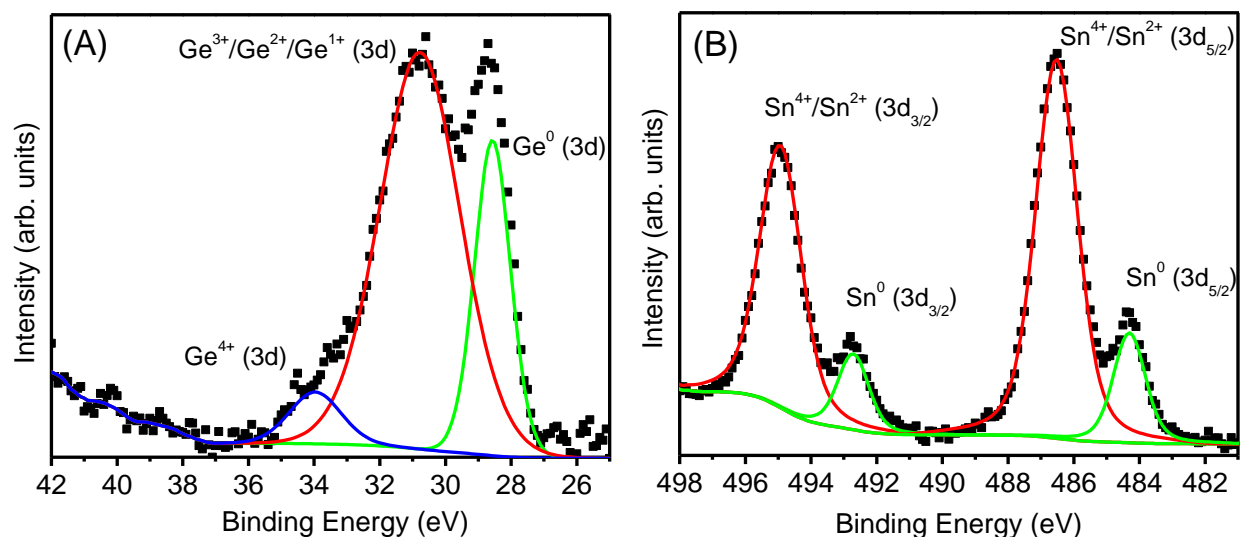 (A)
Ge³⁺/Ge²⁺/Ge¹⁺ (3d)
Ge⁰ (3d)
Ge⁴⁺ (3d)
Intensity (arb. units)
42 40 38 36 34 32 30 28 26
Binding Energy (eV)
(B)
Sn⁴⁺/Sn²⁺ (3d₅/₂)
Sn⁴⁺/Sn²⁺ (3d₃/₂)
Sn⁰ (3d₅/₂)
Sn⁰ (3d₃/₂)
Intensity (arb. units)
498 496 494 492 490 488 486 484 482
Binding Energy (eV)